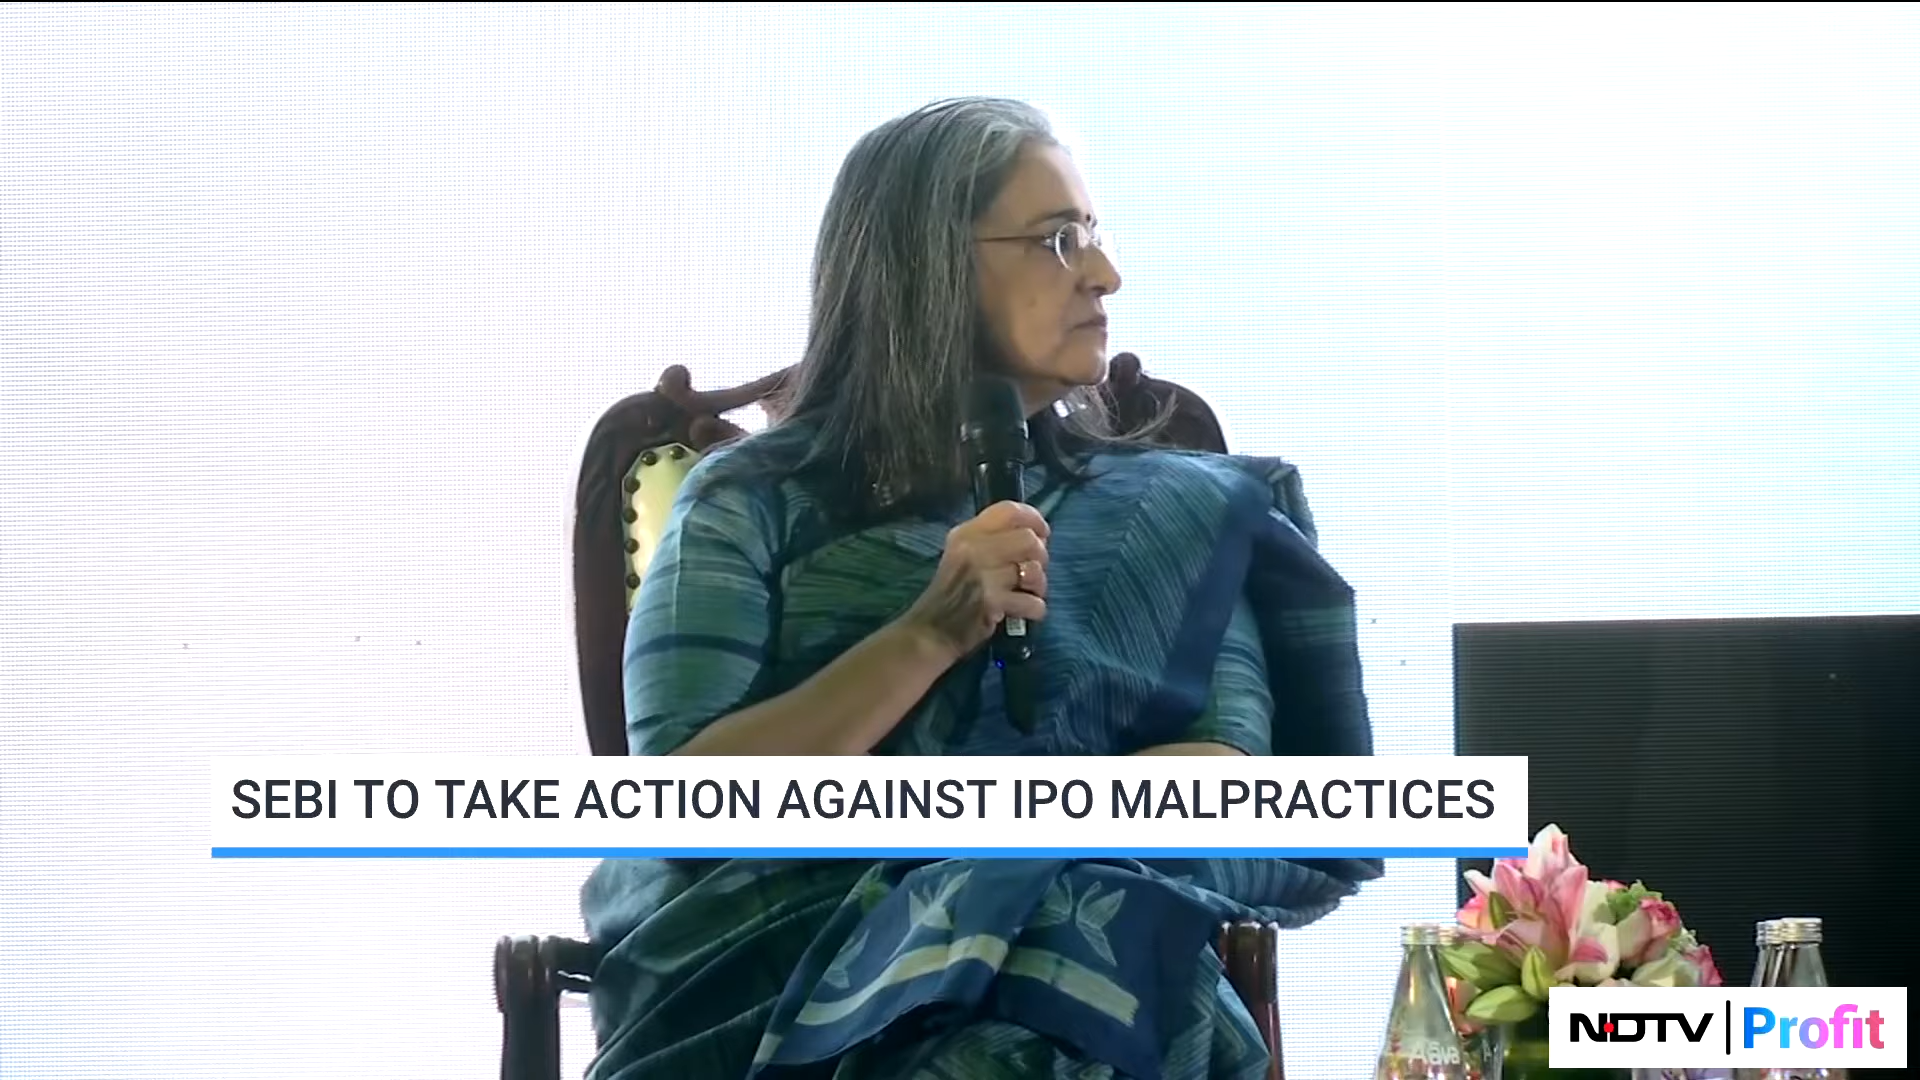 SEBI TO TAKE ACTION AGAINST IPO MALPRACTICES
NDTV | Profit